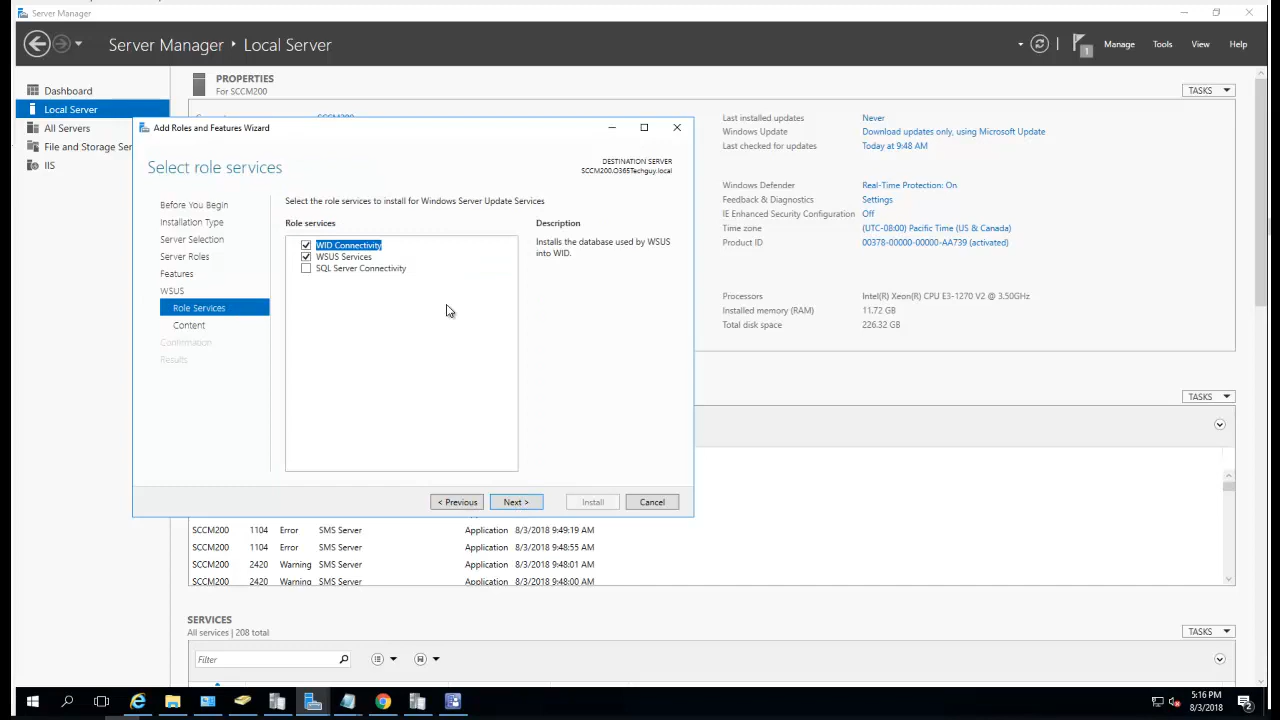 Server Manager
Server Manager ‣ Local Server
1
Manage
Tools
View
Help
Dashboard
Local Server
All Servers
File and Storage Ser
IIS
PROPERTIES
For SCCM200
TASKS
SCCM200
Last installed updates Never
Windows Update Download updates only, using Microsoft Update
Last checked for updates Today at 9:48 AM
Windows Defender Real-Time Protection: On
Feedback & Diagnostics Settings
IE Enhanced Security Configuration Off
Time zone (UTC-08:00) Pacific Time (US & Canada)
Product ID 00378-00000-00000-AA739 (activated)
Processors Intel(R) Xeon(R) CPU E3-1270 V2 @ 3.50GHz
Installed memory (RAM) 11.72 GB
Total disk space 226.32 GB
Add Roles and Features Wizard
Select role services
DESTINATION SERVER
SCCM200.O365Techguy.local
Before You Begin
Installation Type
Server Selection
Server Roles
Features
WSUS
Role Services
Content
Confirmation
Results
Select the role services to install for Windows Server Update Services
Role services
WID Connectivity
WSUS Services
SQL Server Connectivity
Description
Installs the database used by WSUS
into WID.
< Previous
Next >
Install
Cancel
TASKS
SCCM200 1104 Error SMS Server Application 8/3/2018 9:49:19 AM
SCCM200 1104 Error SMS Server Application 8/3/2018 9:48:55 AM
SCCM200 2420 Warning SMS Server Application 8/3/2018 9:48:01 AM
SCCM200 2420 Warning SMS Server Application 8/3/2018 9:48:00 AM
SERVICES
All services | 208 total
TASKS
Filter
5:16 PM
8/3/2018
2